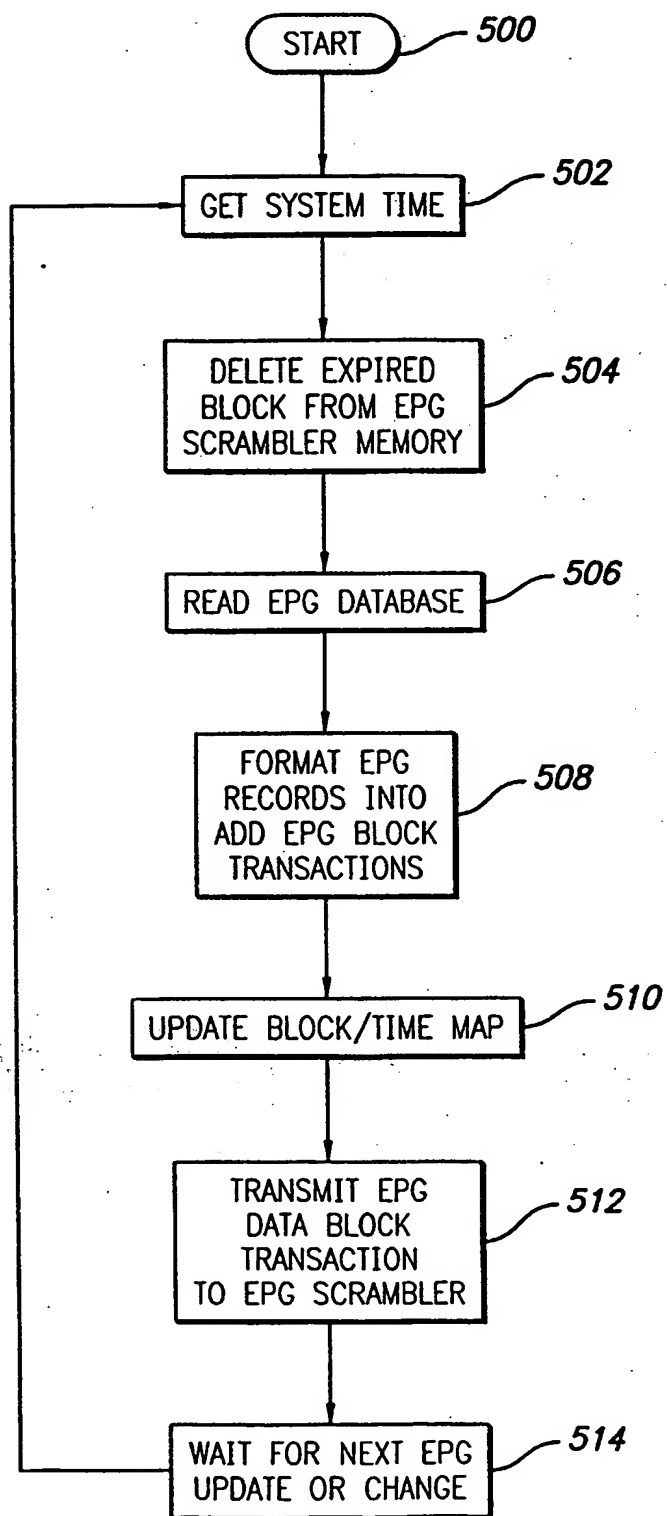 START
500
GET SYSTEM TIME
502
DELETE EXPIRED
BLOCK FROM EPG
SCRAMBLER MEMORY
504
READ EPG DATABASE
506
FORMAT EPG
RECORDS INTO
ADD EPG BLOCK
TRANSACTIONS
508
UPDATE BLOCK/TIME MAP
510
TRANSMIT EPG
DATA BLOCK
TRANSACTION
TO EPG SCRAMBLER
512
WAIT FOR NEXT EPG
UPDATE OR CHANGE
514